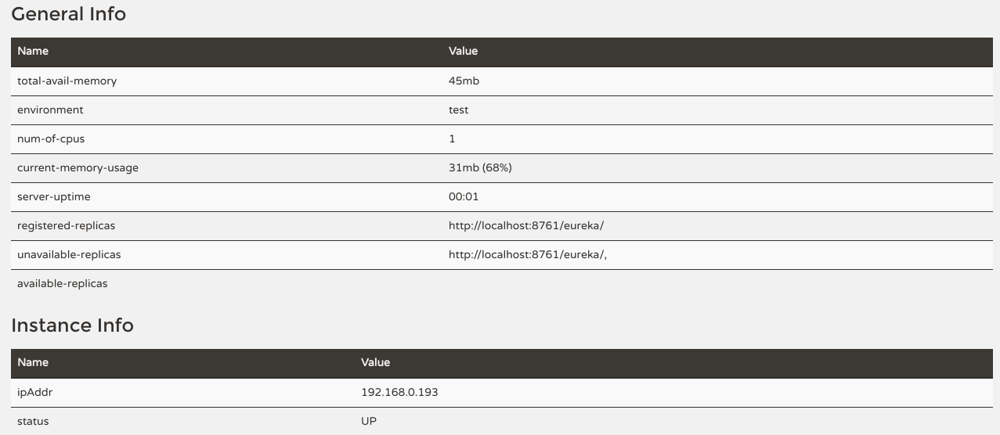 General Info
Name Value
total-avail-memory 45mb
environment test
num-of-cpus 1
current-memory-usage 31mb (68%)
server-uptime 00:01
registered-replicas http://localhost:8761/eureka/
unavailable-replicas http://localhost:8761/eureka/,
available-replicas
Instance Info
Name Value
ipAddr 192.168.0.193
status UP